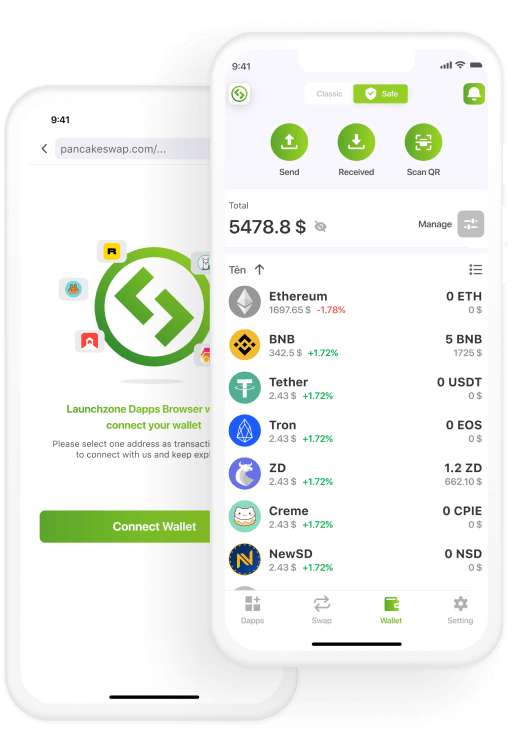 9:41
pancakeswap.com/...
Launchzone Dapps Browser
connect your wallet
Please select one address as
to connect with us and keep
Connect Wallet
9:41
Classic
Safe
Send
Received
Scan QR
Total
5478.8 $
Manage
Tên
Ethereum 0 ETH
1697.65 $ -1.78% 0 $
BNB 5 BNB
342.5 $ +1.72% 1725 $
Tether 0 USDT
2.43 $ +1.72% 0 $
Tron 0 EOS
2.43 $ +1.72% 0 $
ZD 1.2 ZD
2.43 $ +1.72% 662.10 $
Creme 0 CPIE
2.43 $ +1.72% 0 $
NewSD 0 NSD
2.43 $ +1.72% 0 $
Dapps
Swap
Wallet
Setting